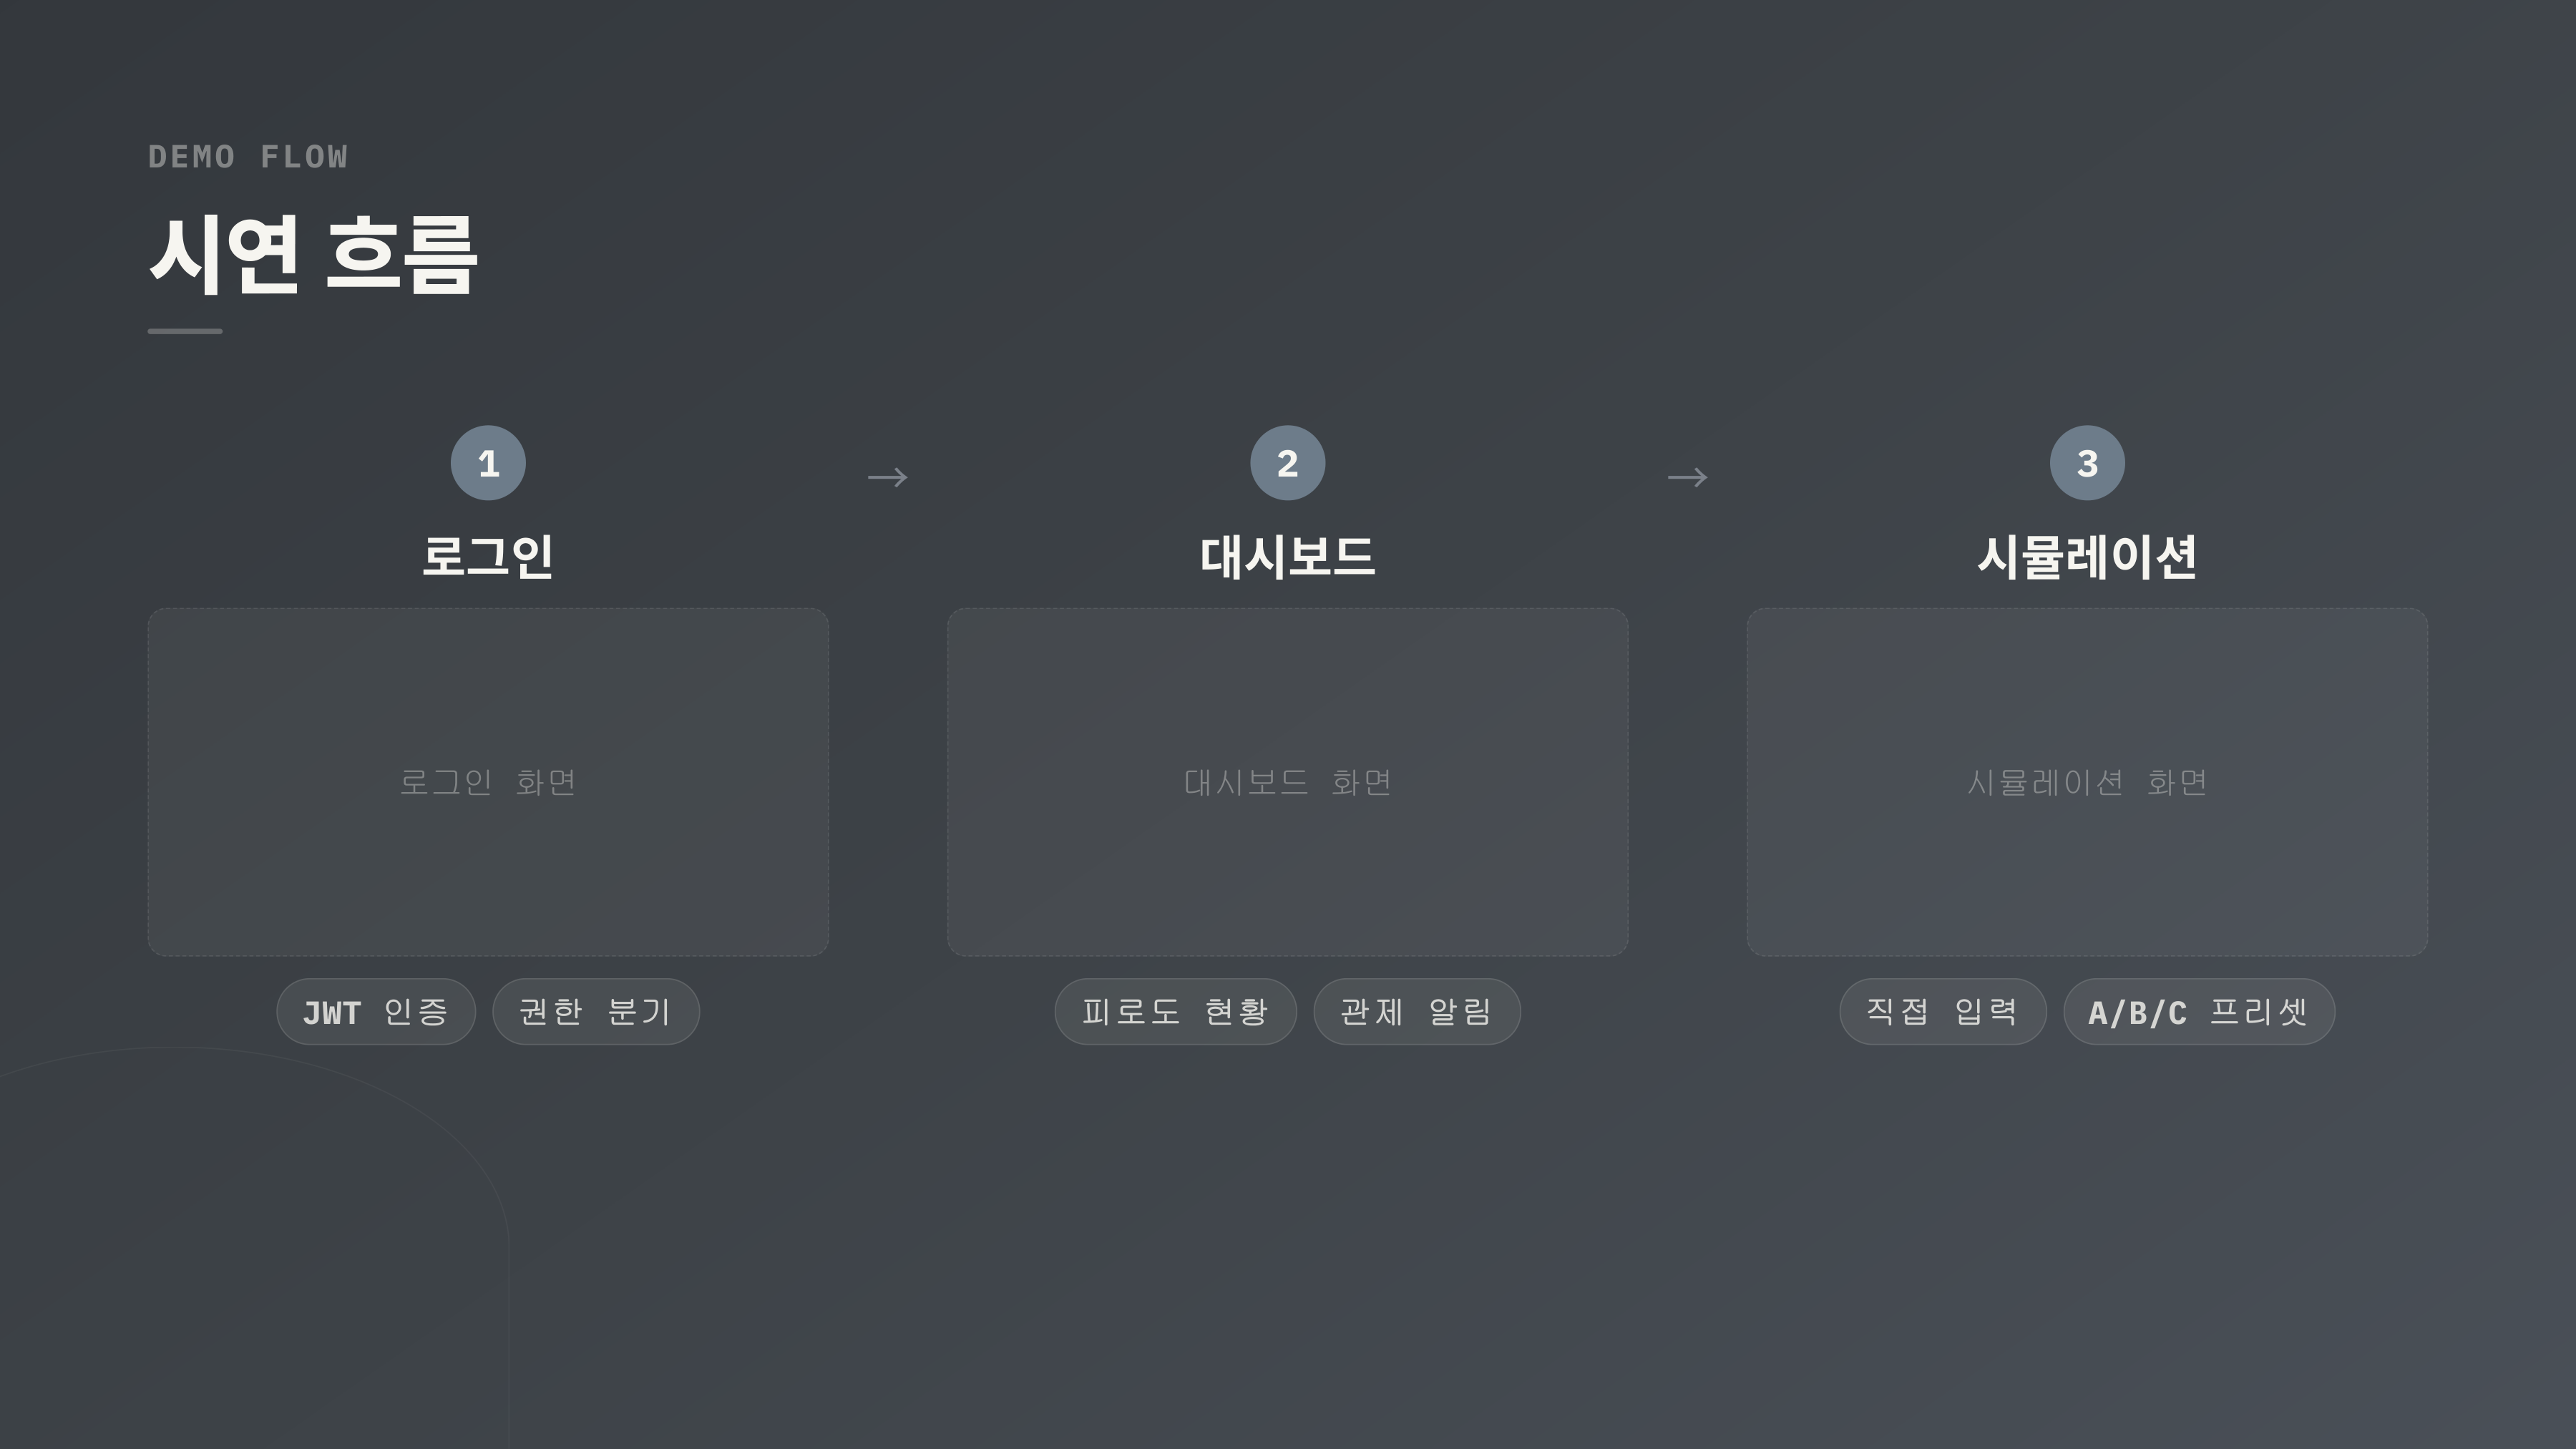 DEMO FLOW
시연 흐름
1 → 2 → 3
로그인 대시보드 시뮬레이션
로그인 화면 대시보드 화면 시뮬레이션 화면
JWT 인증 권한 분기 피로도 현황 관제 알림 직접 입력 A/B/C 프리셋